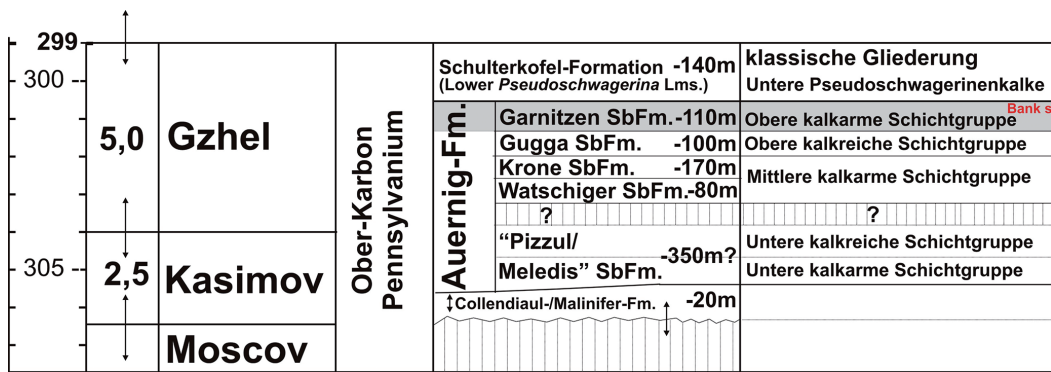 299
300
305
5,0
2,5
Gzhel
Kasimov
Moscov
Ober-Karbon
Pennsylvanium
Auernig-Fm.
Schulterkofel-Formation -140m
(Lower Pseudoschwagerina Lms.)
Garnitzen SbFm. -110m
Gugga SbFm. -100m
Krone SbFm. -170m
Watschiger SbFm. -80m
?
"Pizzul/
Meledis" SbFm.
-350m?
Collendiaul-/Malinifer-Fm. -20m
klassische Gliederung
Untere Pseudoschwagerinenkalke
Bank s
Obere kalkarme Schichtgruppe
Obere kalkreiche Schichtgruppe
Mittlere kalkarme Schichtgruppe
?
Untere kalkreiche Schichtgruppe
Untere kalkarme Schichtgruppe